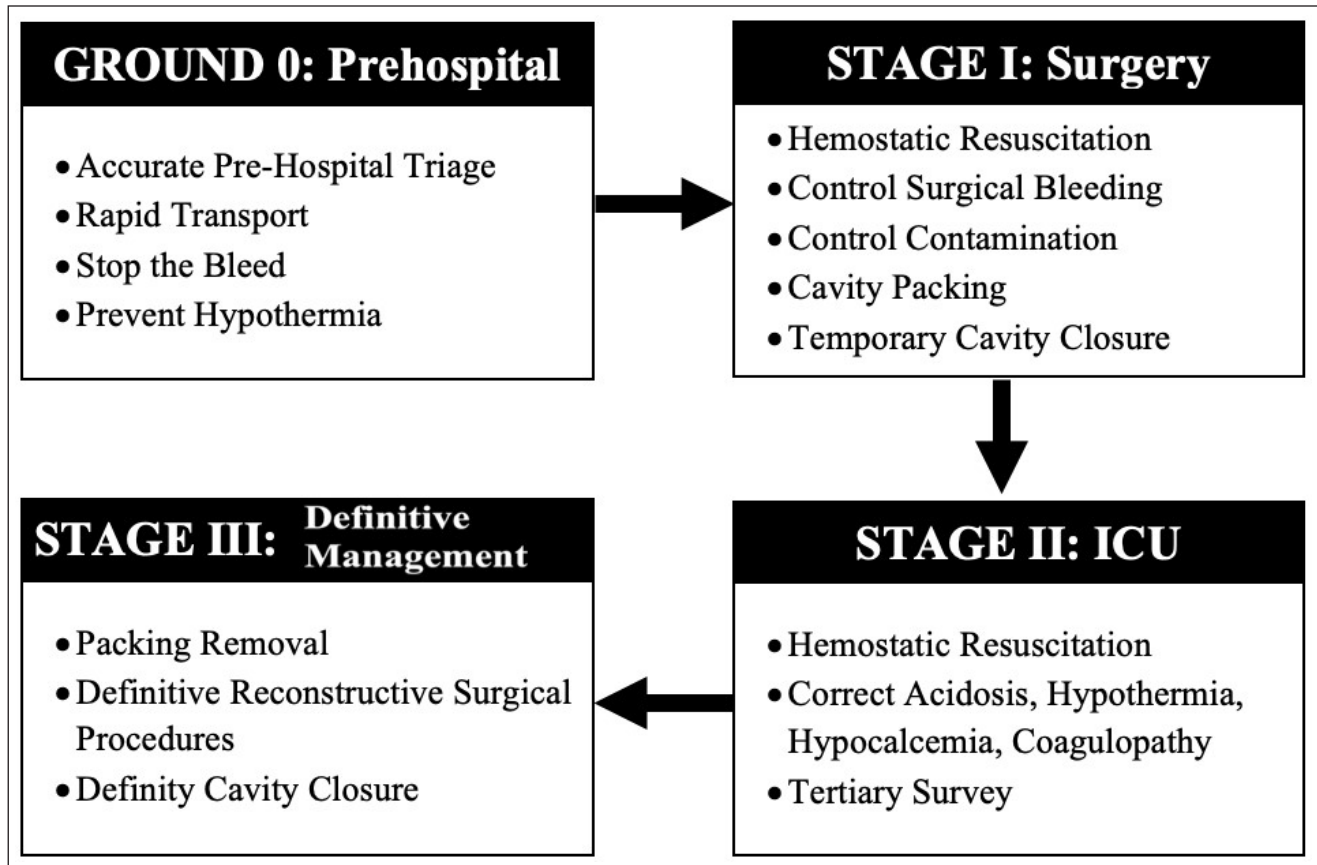 GROUND 0: Prehospital
• Accurate Pre-Hospital Triage
• Rapid Transport
• Stop the Bleed
• Prevent Hypothermia
STAGE I: Surgery
• Hemostatic Resuscitation
• Control Surgical Bleeding
• Control Contamination
• Cavity Packing
• Temporary Cavity Closure
STAGE II: ICU
• Hemostatic Resuscitation
• Correct Acidosis, Hypothermia,
Hypocalcemia, Coagulopathy
• Tertiary Survey
STAGE III: Definitive
Management
• Packing Removal
• Definitive Reconstructive Surgical
Procedures
• Definity Cavity Closure